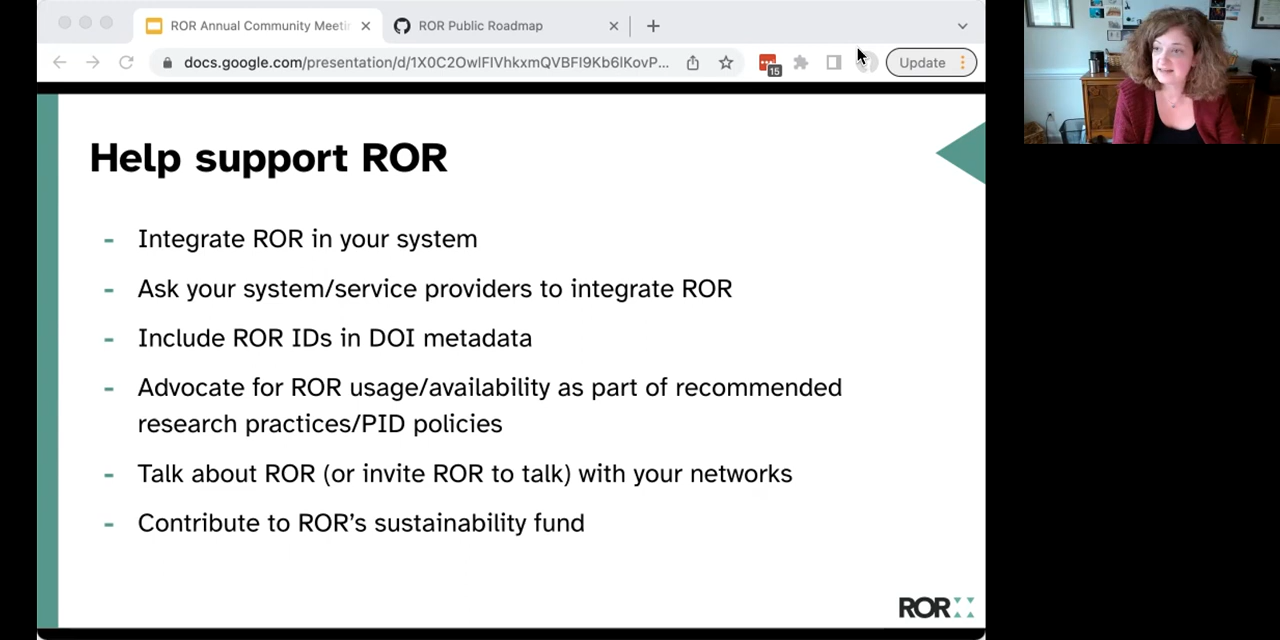 ROR Annual Community Meetin
ROR Public Roadmap
docs.google.com/presentation/d/1X0C2OwlFIVhkxmQVBFl9Kb6lKovP...
15
Update
Help support ROR
- Integrate ROR in your system
- Ask your system/service providers to integrate ROR
- Include ROR IDs in DOI metadata
- Advocate for ROR usage/availability as part of recommended
research practices/PID policies
- Talk about ROR (or invite ROR to talk) with your networks
- Contribute to ROR’s sustainability fund
ROR